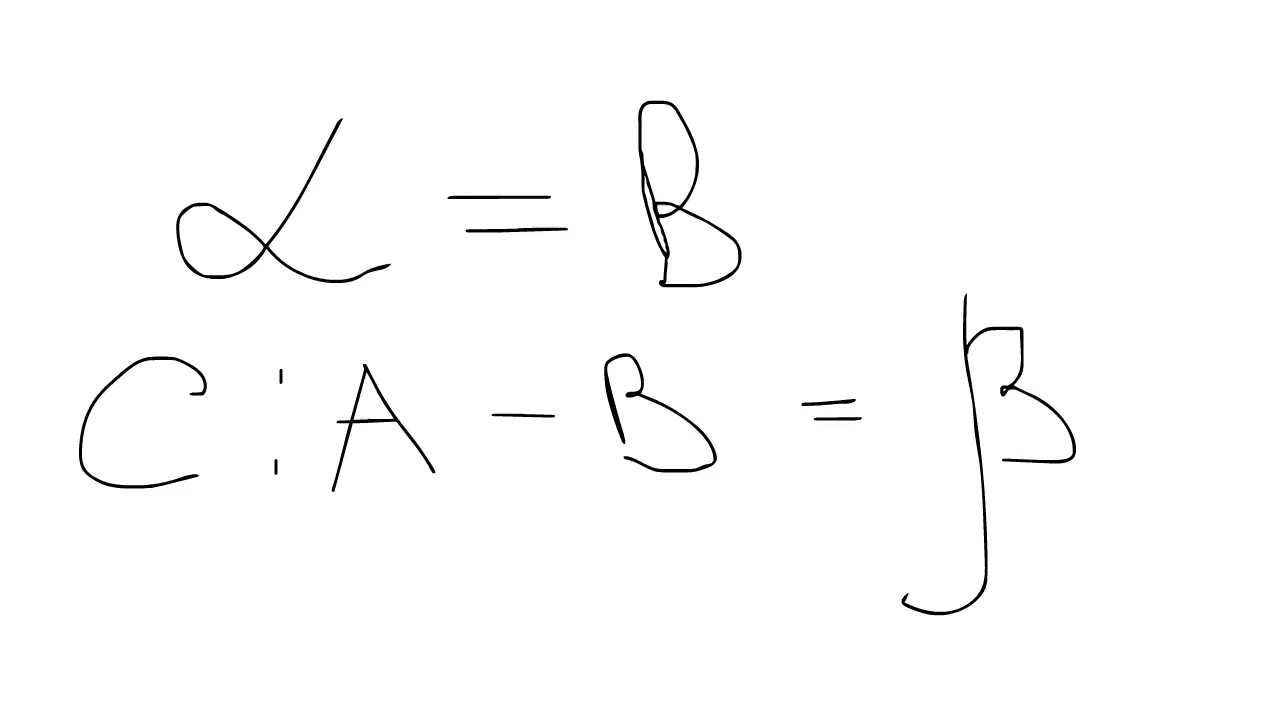 α = B
C : A - B = β